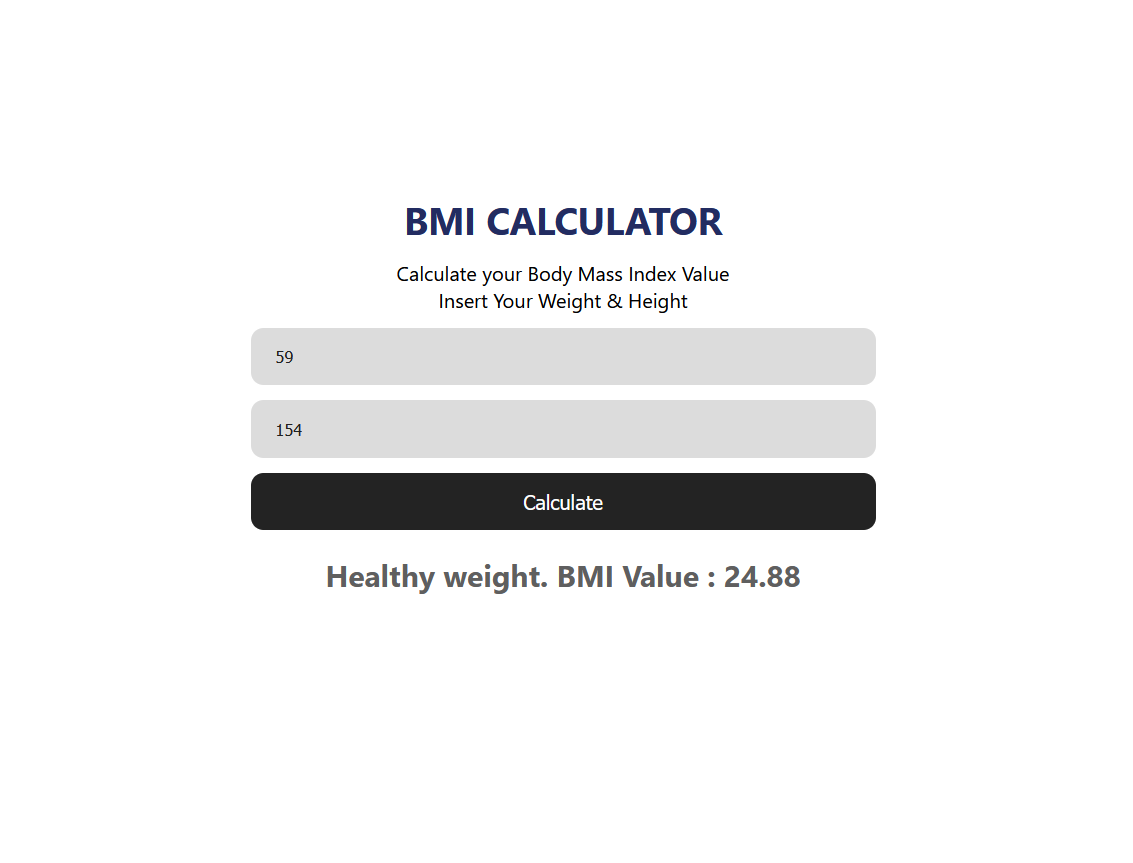 BMI CALCULATOR
Calculate your Body Mass Index Value
Insert Your Weight & Height
59
154
Calculate
Healthy weight. BMI Value : 24.88